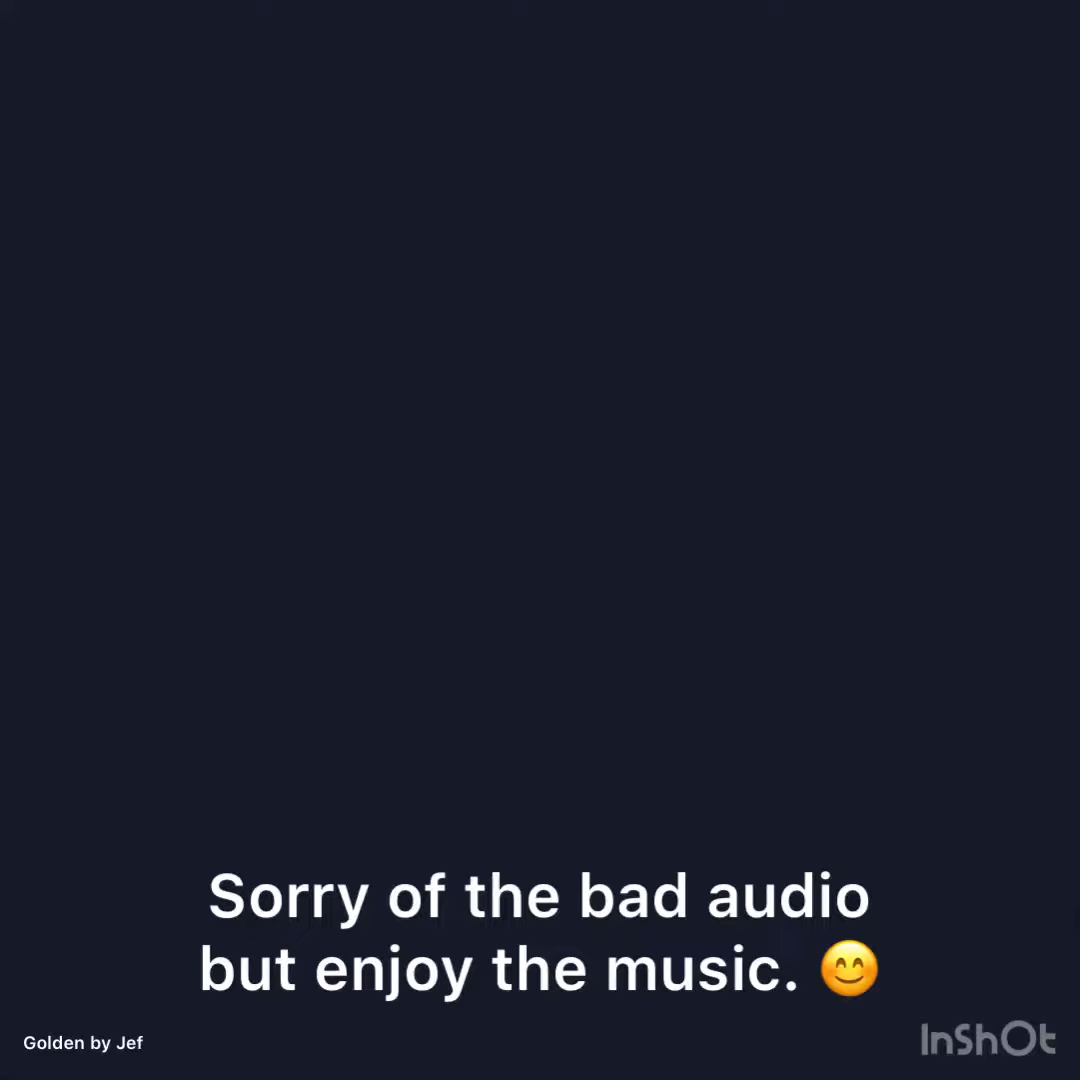 Sorry of the bad audio
but enjoy the music. 😊
Golden by Jef
InShOt